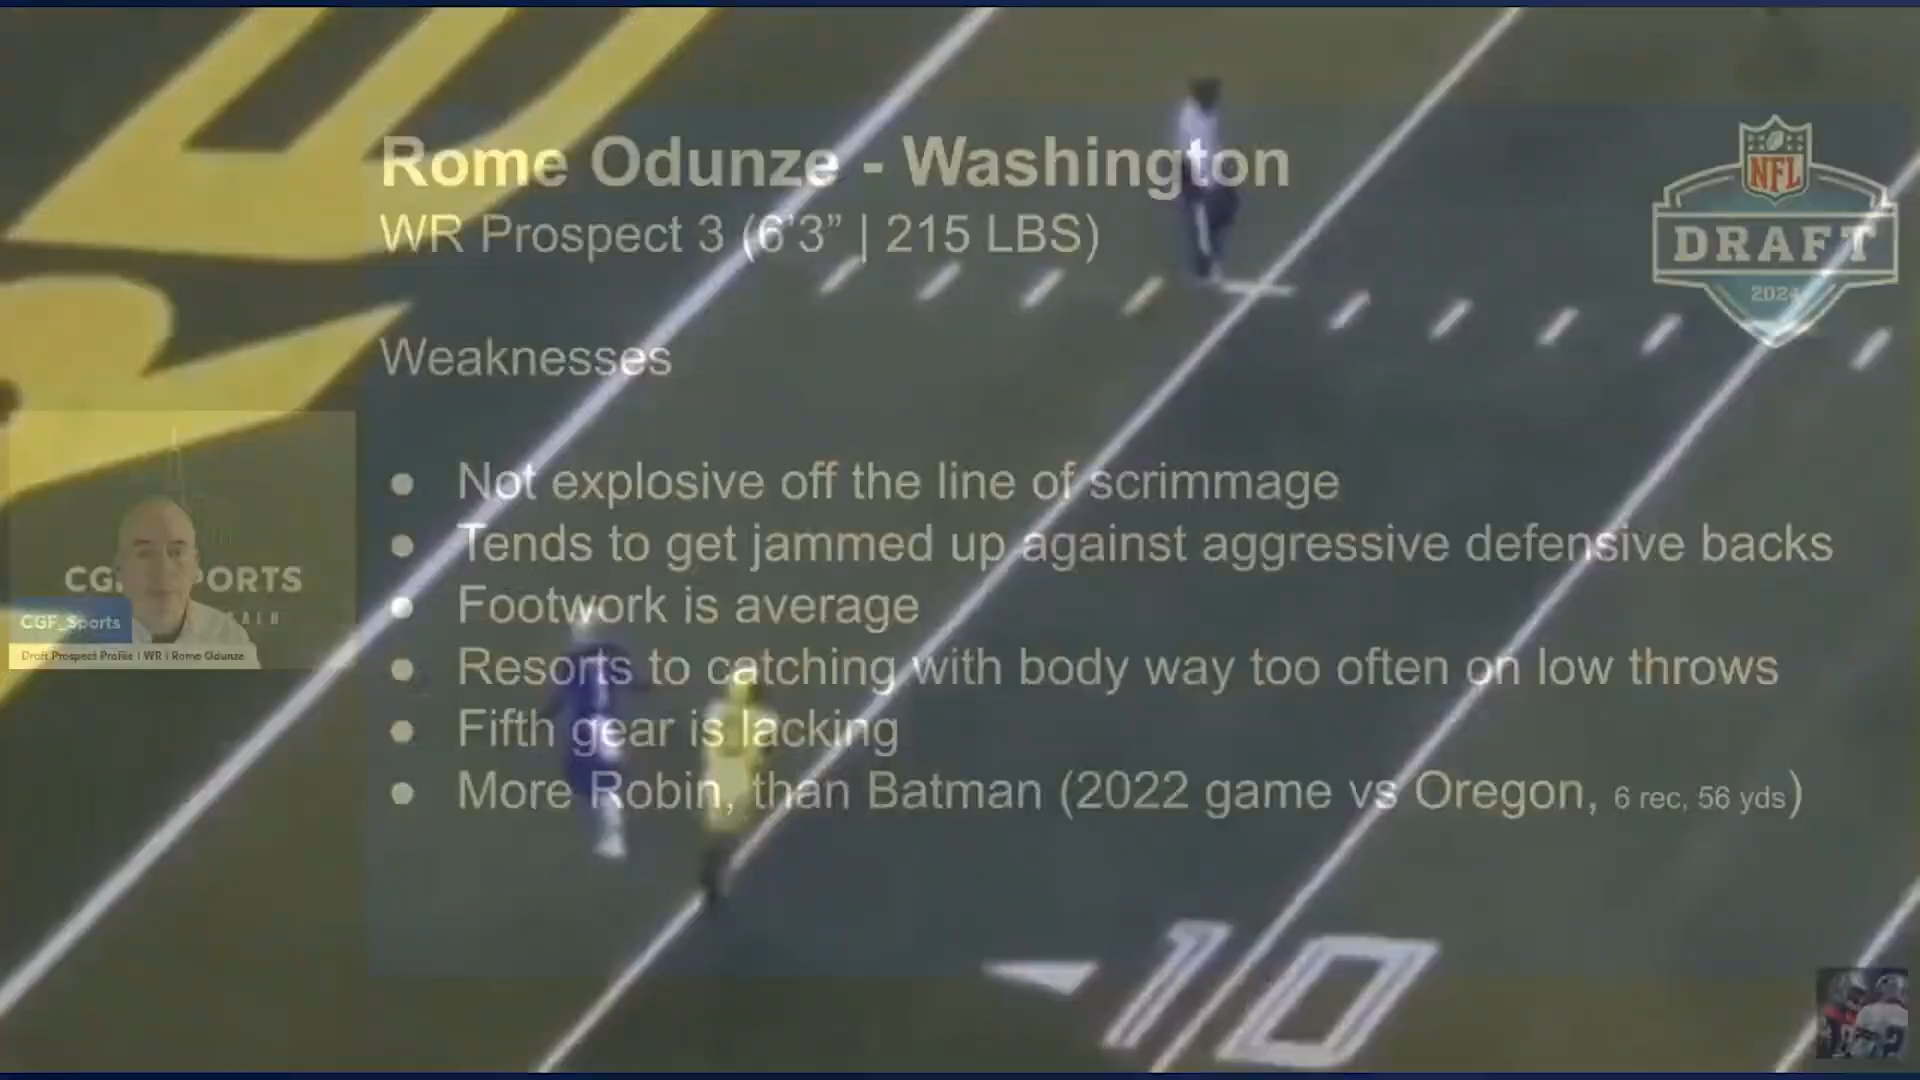 Rome Odunze - Washington
WR Prospect 3 (6’3” | 215 LBS)
NFL
DRAFT
2024
Weaknesses
● Not explosive off the line of scrimmage
● Tends to get jammed up against aggressive defensive backs
● Footwork is average
● Resorts to catching with body way too often on low throws
● Fifth gear is lacking
● More Robin, than Batman (2022 game vs Oregon, 6 rec, 56 yds)
CGF_Sports
Draft Prospect Profile | WR | Rome Odunze
10